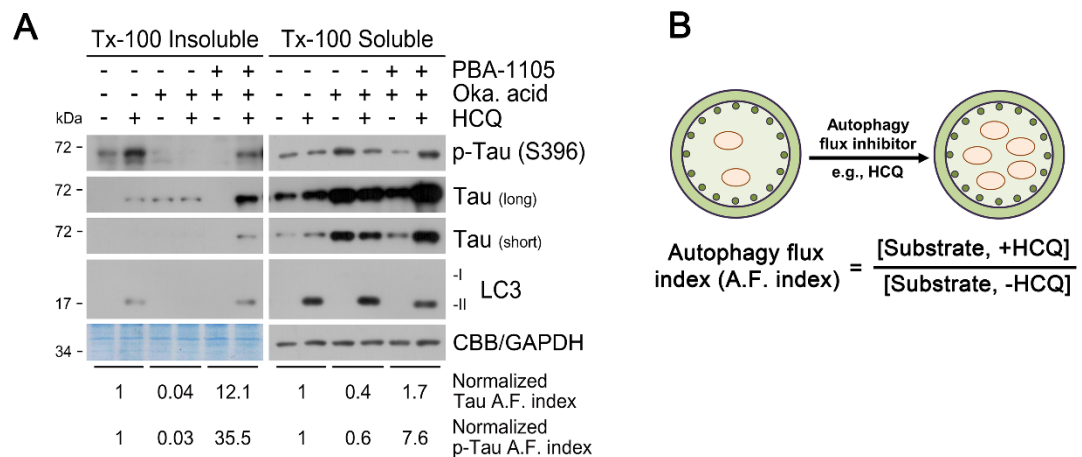 A
Tx-100 Insoluble Tx-100 Soluble
- - - - + + - - - - + + PBA-1105
- - + + + + - - + + + + Oka. acid
- + - + - + - + - + - + HCQ
kDa
72 - p-Tau (S396)
72 - Tau (long)
72 - Tau (short)
-I
17 - -II LC3
34 - CBB/GAPDH
1 0.04 12.1 1 0.4 1.7 Normalized
Tau A.F. index
1 0.03 35.5 1 0.6 7.6 Normalized
p-Tau A.F. index
B
Autophagy
flux inhibitor
e.g., HCQ
Autophagy flux
index (A.F. index) = [Substrate, +HCQ]
[Substrate, -HCQ]